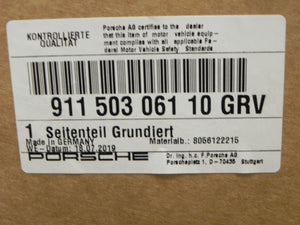 KONTROLLIERTE
QUALITÄT
Porsche AG certifies to the dealer
that this item of motor vehicle equip-
ment complies with all applicable Fe-
deral Motor Vehicle Safety Standards
911 503 061 10 GRV
1 Seitenteil Grundiert
Made in GERMANY
Materialb.: 8056122215
WE-Datum: 18.07.2019
PORSCHE
Dr. Ing. h.c. F.Porsche AG
Porscheplatz 1, D-70435 Stuttgart